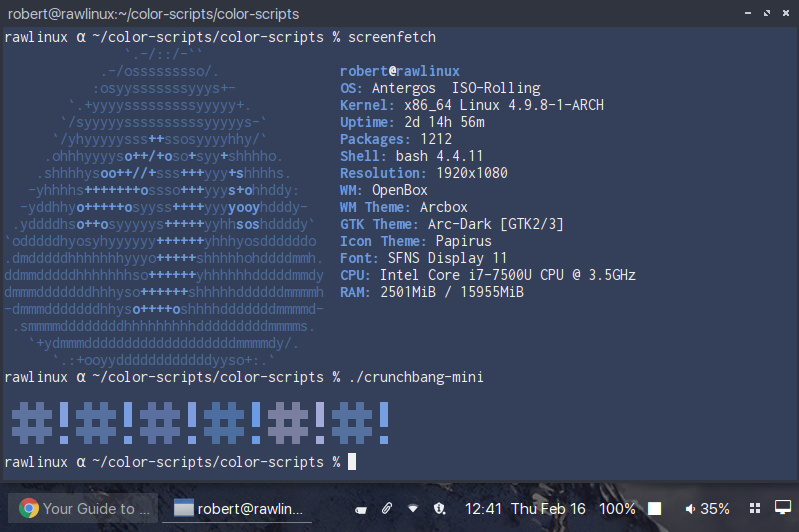 robert@rawlinux:~/color-scripts/color-scripts
rawlinux α ~/color-scripts/color-scripts % screenfetch
`.-/::/-``
.-/osssssssso/.
:osyysssssssyyys+-
`.+yyyysssssssssyyyyy+.
`/syyyyyssssssssssyyyyys-`
`/yhyyyyysss++ssosyyyyhhy/`
.ohhhyyyyso++/+oso+syy+shhhho.
.shhhhysoo++//+sss+++yyy+shhhhs.
-yhhhhs+++++++ossso+++yyys+ohddy:
-yddhhyo+++++osyyss++++yyyyooyhdddy-
.yddddhso++osyyyyys+++++yyhhsoshddddy`
`odddddhyosyhyyyyyy++++++yhhhyosddddddo
.dmdddddhhhhhhhyyyo+++++shhhhhohddddmmh.
ddmmdddddhhhhhhhso++++++yhhhhhhdddddmmdy
dmmmdddddddhhhyso++++++shhhhhddddddmmmmh
-dmmmdddddddhhyso++++oshhhhdddddddmmmmd-
.smmmmddddddddhhhhhhhhhdddddddddmmmms.
`+ydmmmdddddddddddddddddddmmmmdy/.
`.:+ooyyddddddddddddddyyso+:.`
robert@rawlinux
OS: Antergos  ISO-Rolling
Kernel: x86_64 Linux 4.9.8-1-ARCH
Uptime: 2d 14h 56m
Packages: 1212
Shell: bash 4.4.11
Resolution: 1920x1080
WM: OpenBox
WM Theme: Arcbox
GTK Theme: Arc-Dark [GTK2/3]
Icon Theme: Papirus
Font: SFNS Display 11
CPU: Intel Core i7-7500U CPU @ 3.5GHz
RAM: 2501MiB / 15955MiB
rawlinux α ~/color-scripts/color-scripts % ./crunchbang-mini
#! #! #! #! #! #!
rawlinux α ~/color-scripts/color-scripts %
Your Guide to ... robert@rawlin... 12:41 Thu Feb 16 100% 35%